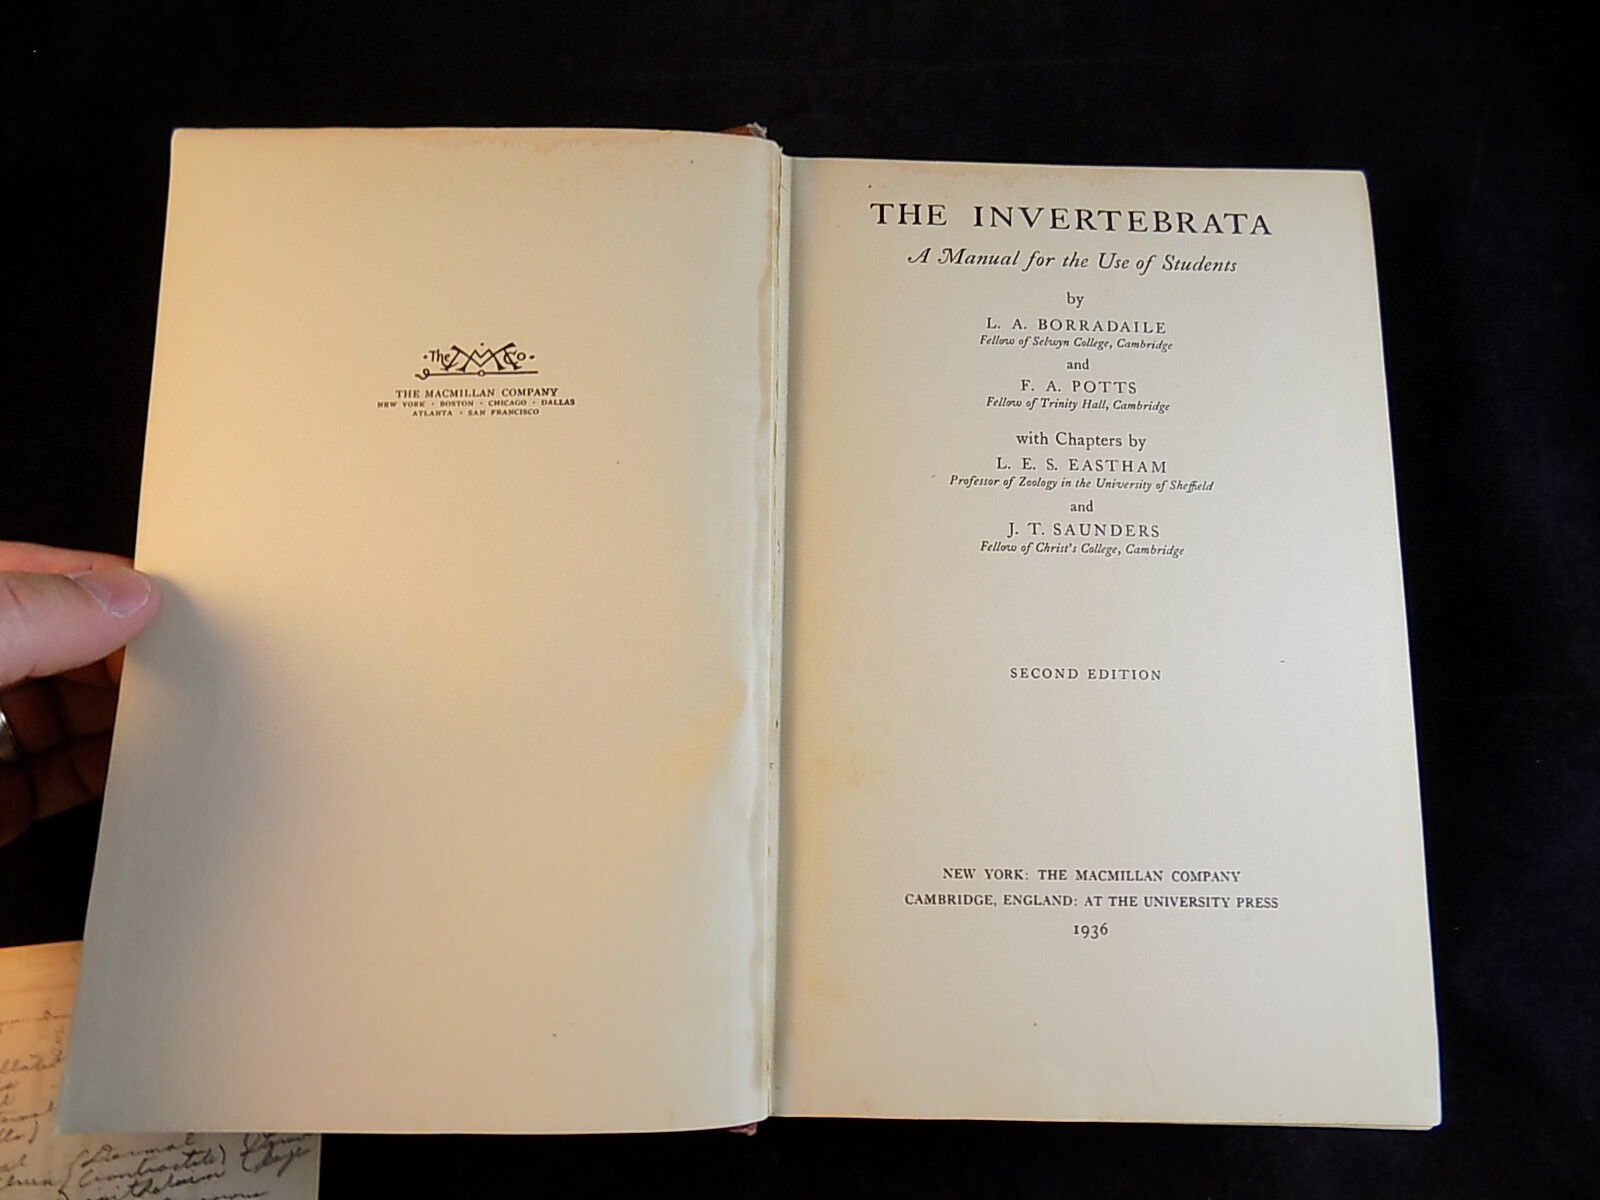 The M Co
THE MACMILLAN COMPANY
NEW YORK · BOSTON · CHICAGO · DALLAS
ATLANTA · SAN FRANCISCO
THE INVERTEBRATA
A Manual for the Use of Students
by
L. A. BORRADAILE
Fellow of Selwyn College, Cambridge
and
F. A. POTTS
Fellow of Trinity Hall, Cambridge
with Chapters by
L. E. S. EASTHAM
Professor of Zoology in the University of Sheffield
and
J. T. SAUNDERS
Fellow of Christ's College, Cambridge
SECOND EDITION
NEW YORK: THE MACMILLAN COMPANY
CAMBRIDGE, ENGLAND: AT THE UNIVERSITY PRESS
1936
Dermal
(contractile)